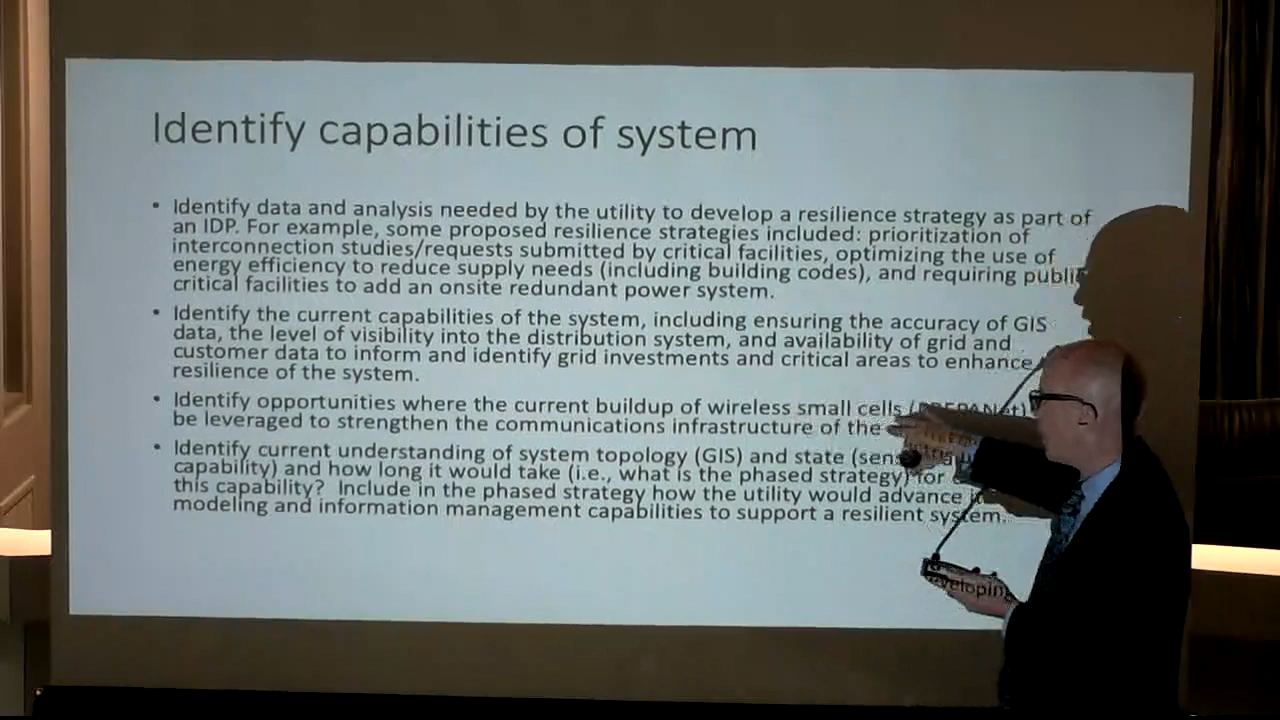 Identify capabilities of system
• Identify data and analysis needed by the utility to develop a resilience strategy as part of
an IDP. For example, some proposed resilience strategies included: prioritization of
interconnection studies/requests submitted by critical facilities, optimizing the use of
energy efficiency to reduce supply needs (including building codes), and requiring public
critical facilities to add an onsite redundant power system.
• Identify the current capabilities of the system, including ensuring the accuracy of GIS
data, the level of visibility into the distribution system, and availability of grid and
customer data to inform and identify grid investments and critical areas to enhance
resilience of the system.
• Identify opportunities where the current buildup of wireless small cells (PREPANet)
be leveraged to strengthen the communications infrastructure of the
• Identify current understanding of system topology (GIS) and state
capability) and how long it would take (i.e., what is the phased strategy) for
this capability? Include in the phased strategy how the utility would advance
modeling and information management capabilities to support a resilient system.